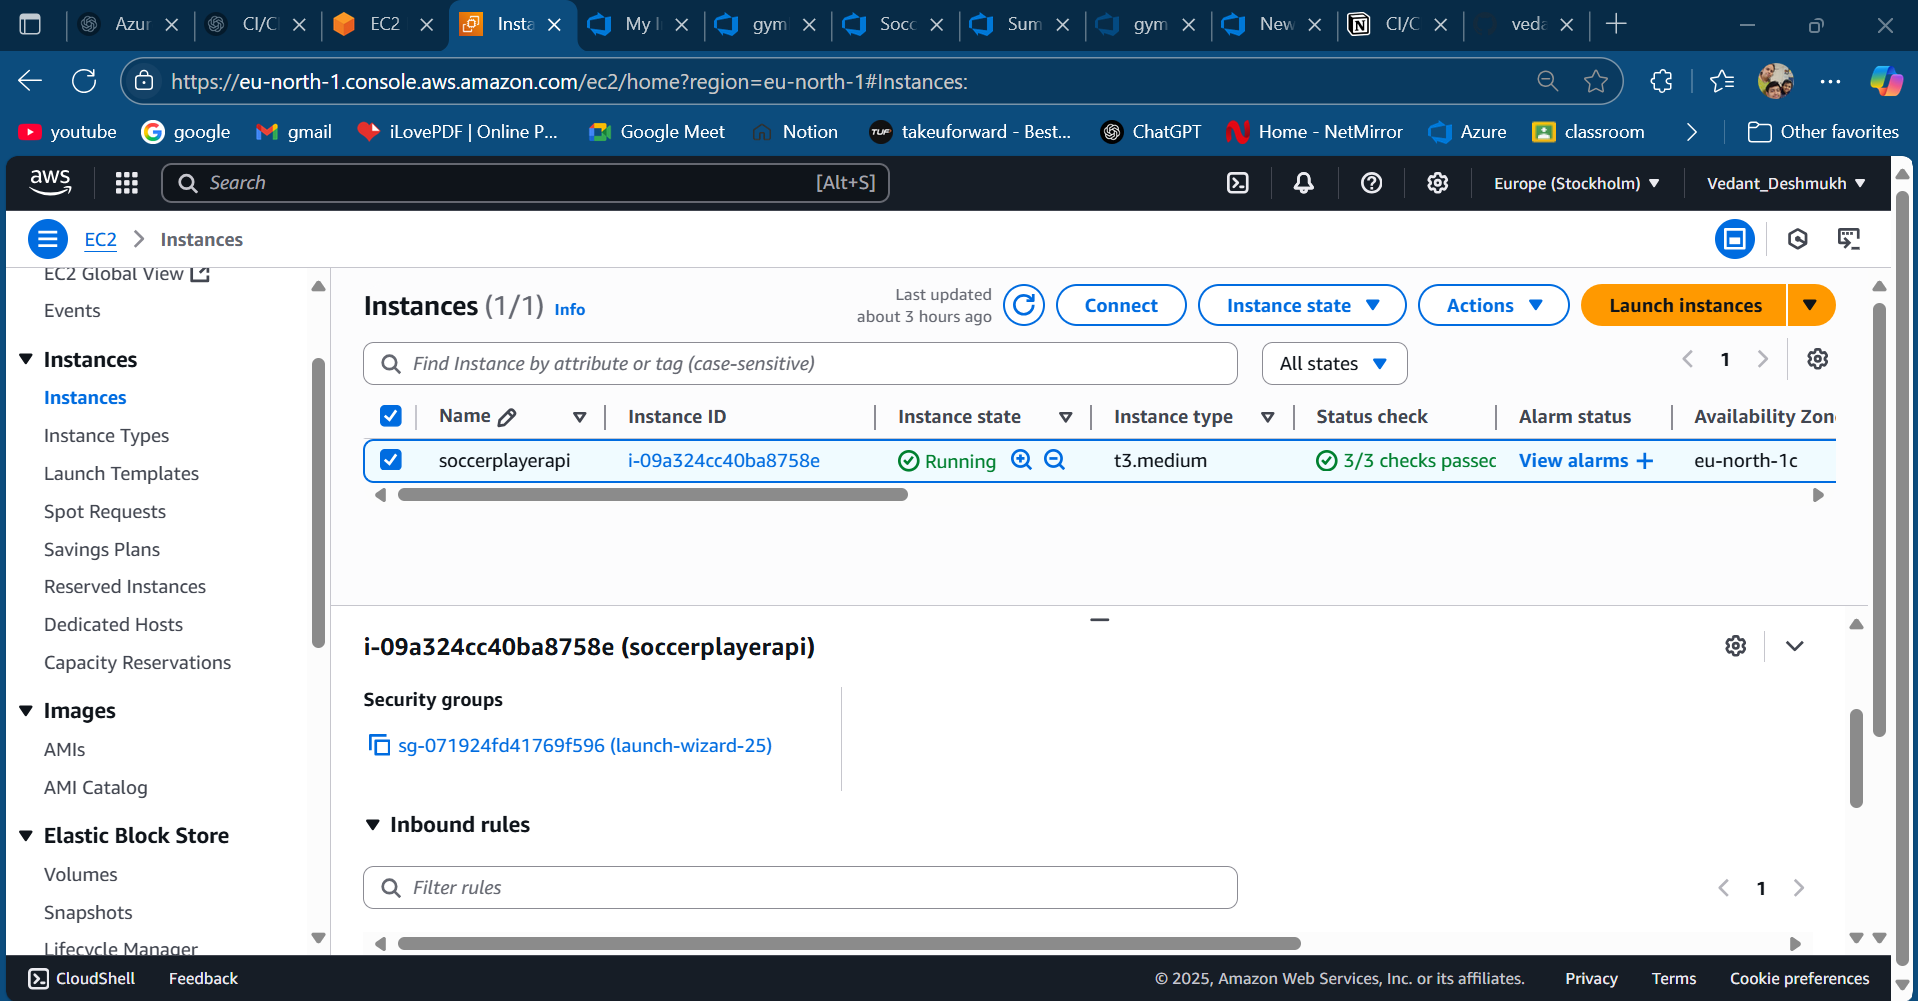 Azur
CI/CI
EC2
Insta
My I
gym
Socc
Sum
gym
New
CI/C
veda
https://eu-north-1.console.aws.amazon.com/ec2/home?region=eu-north-1#Instances:
youtube
google
gmail
iLovePDF | Online P...
Google Meet
Notion
takeuforward - Best...
ChatGPT
Home - NetMirror
Azure
classroom
Other favorites
aws
Search
[Alt+S]
Europe (Stockholm)
Vedant_Deshmukh
EC2
Instances
EC2 Global View
Events
Instances
Instances
Instance Types
Launch Templates
Spot Requests
Savings Plans
Reserved Instances
Dedicated Hosts
Capacity Reservations
Images
AMIs
AMI Catalog
Elastic Block Store
Volumes
Snapshots
Lifecycle Manager
Instances (1/1) Info
Last updated
about 3 hours ago
Connect
Instance state
Actions
Launch instances
Find Instance by attribute or tag (case-sensitive)
All states
1
Name
Instance ID
Instance state
Instance type
Status check
Alarm status
Availability Zon
soccerplayerapi
i-09a324cc40ba8758e
Running
t3.medium
3/3 checks passec
View alarms +
eu-north-1c
i-09a324cc40ba8758e (soccerplayerapi)
Security groups
sg-071924fd41769f596 (launch-wizard-25)
Inbound rules
Filter rules
1
CloudShell
Feedback
© 2025, Amazon Web Services, Inc. or its affiliates.
Privacy
Terms
Cookie preferences